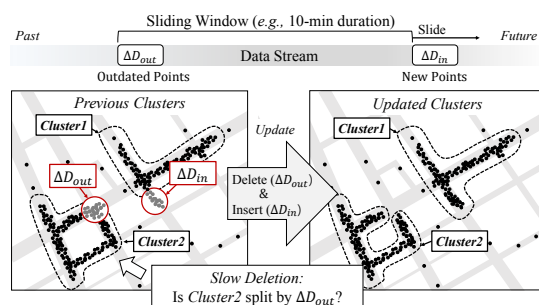 Sliding Window (e.g., 10-min duration)
Slide
Past
ΔD_out
Data Stream
ΔD_in
Future
Outdated Points
New Points
Previous Clusters
Updated Clusters
Cluster1
Cluster1
Update
ΔD_out
ΔD_in
Delete (ΔD_out)
&
Insert (ΔD_in)
Cluster2
Cluster2
Slow Deletion:
Is Cluster2 split by ΔD_out?